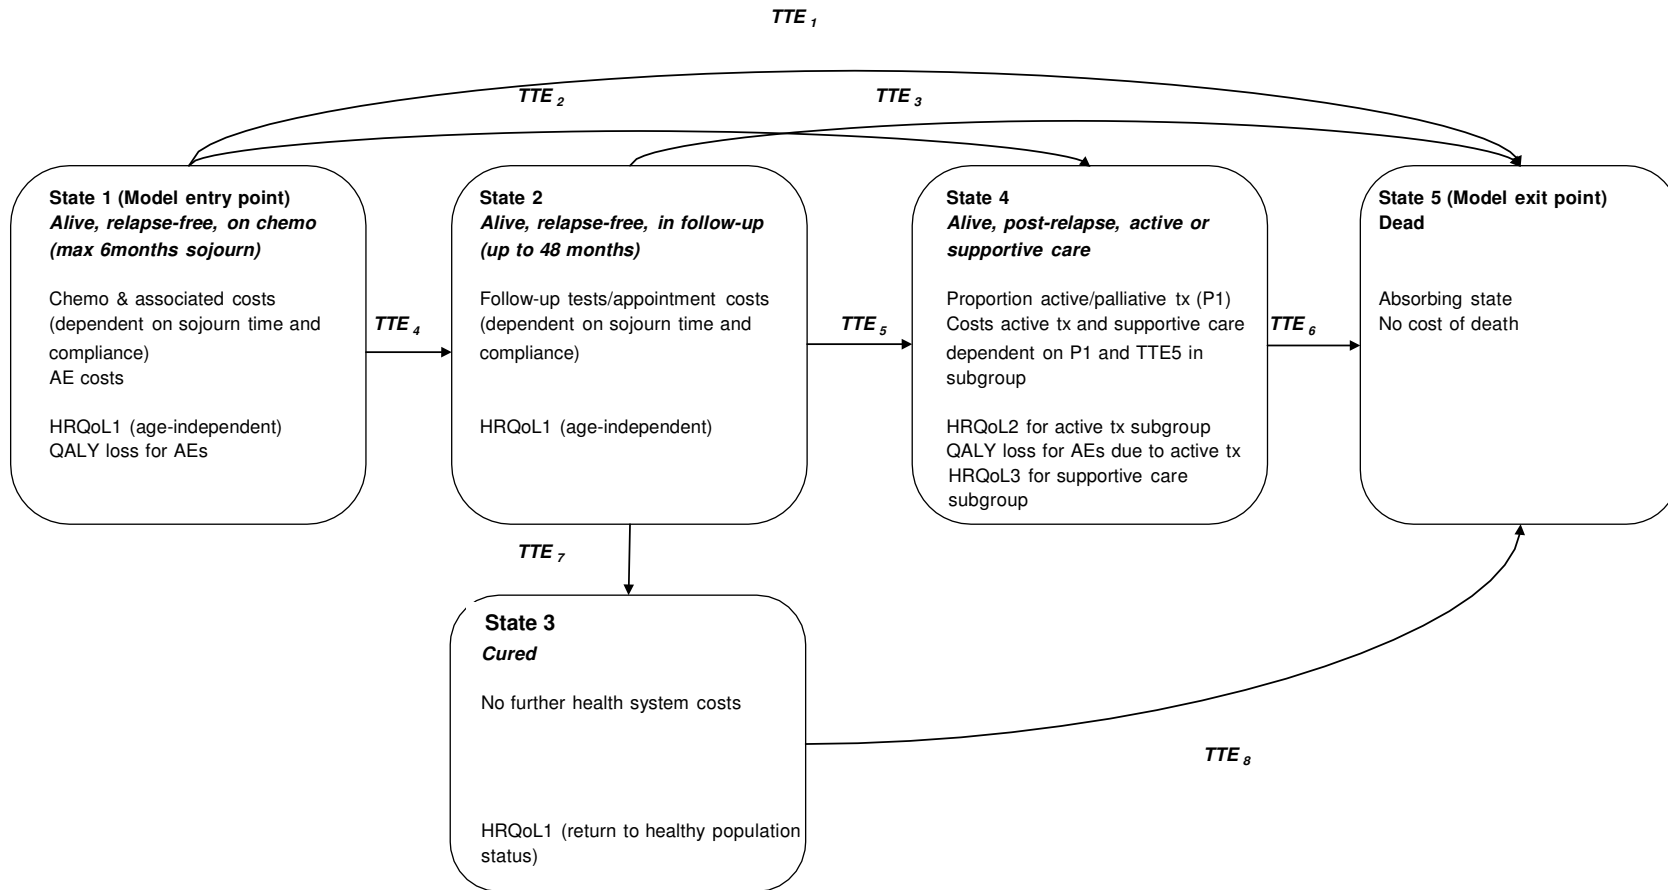 TTE 1
TTE 2
TTE 3
State 1 (Model entry point)
Alive, relapse-free, on chemo
(max 6months sojourn)
Chemo & associated costs
(dependent on sojourn time and
compliance)
AE costs
HRQoL1 (age-independent)
QALY loss for AEs
TTE 4
State 2
Alive, relapse-free, in follow-up
(up to 48 months)
Follow-up tests/appointment costs
(dependent on sojourn time and
compliance)
HRQoL1 (age-independent)
TTE 5
State 4
Alive, post-relapse, active or
supportive care
Proportion active/palliative tx (P1)
Costs active tx and supportive care
dependent on P1 and TTE5 in
subgroup
HRQoL2 for active tx subgroup
QALY loss for AEs due to active tx
HRQoL3 for supportive care
subgroup
TTE 6
State 5 (Model exit point)
Dead
Absorbing state
No cost of death
TTE 7
State 3
Cured
No further health system costs
HRQoL1 (return to healthy population
status)
TTE 8